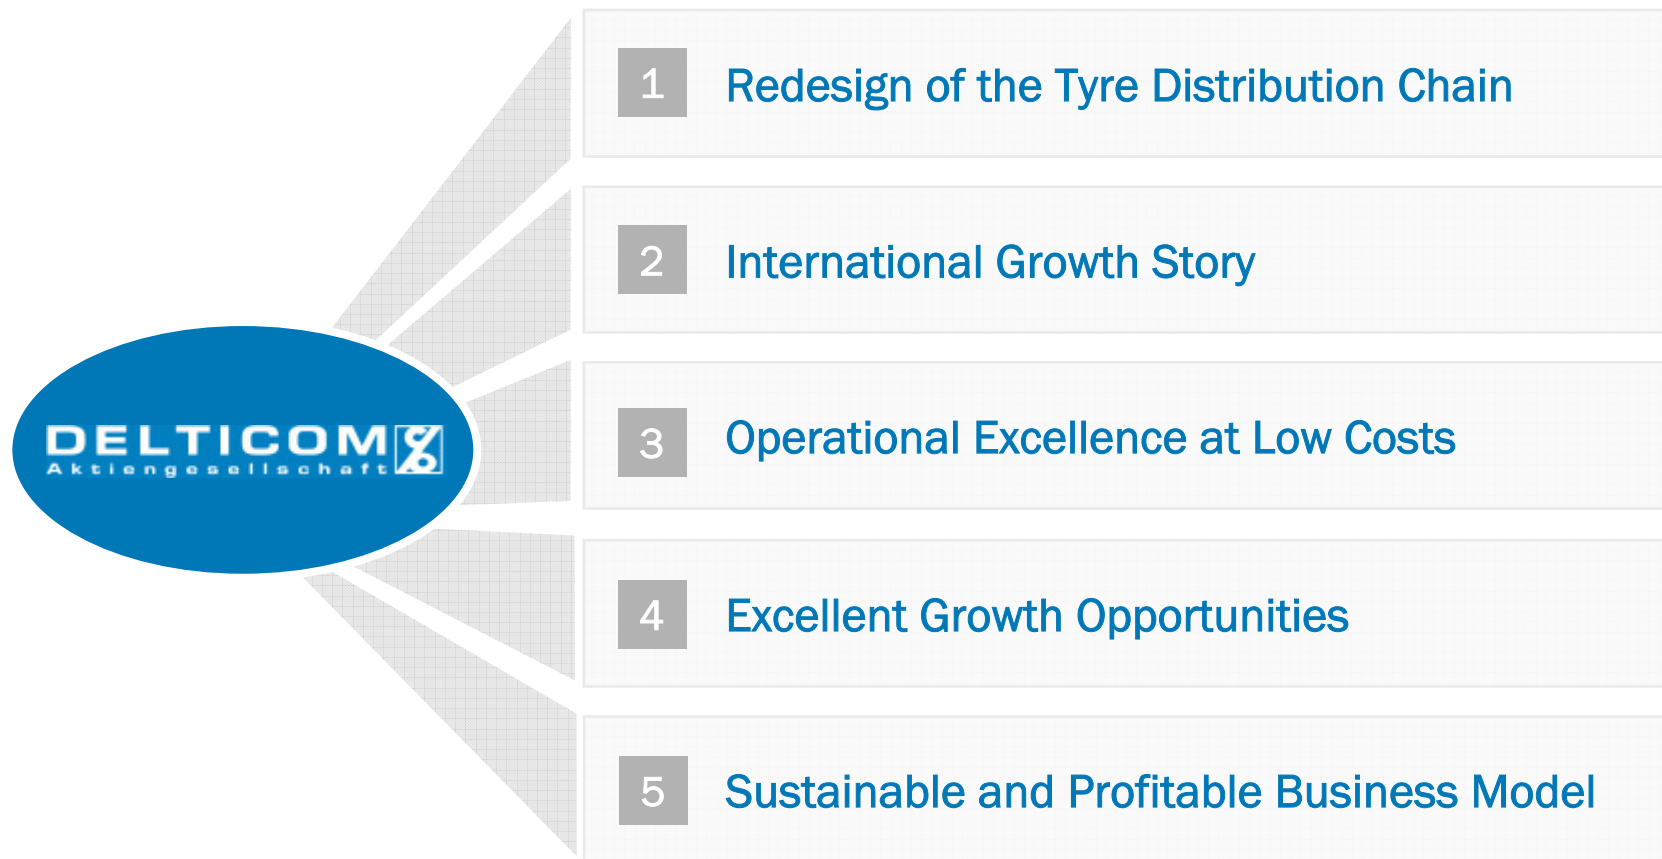 1 Redesign of the Tyre Distribution Chain
2 International Growth Story
DELTICOM
Aktiengesellschaft
3 Operational Excellence at Low Costs
4 Excellent Growth Opportunities
5 Sustainable and Profitable Business Model